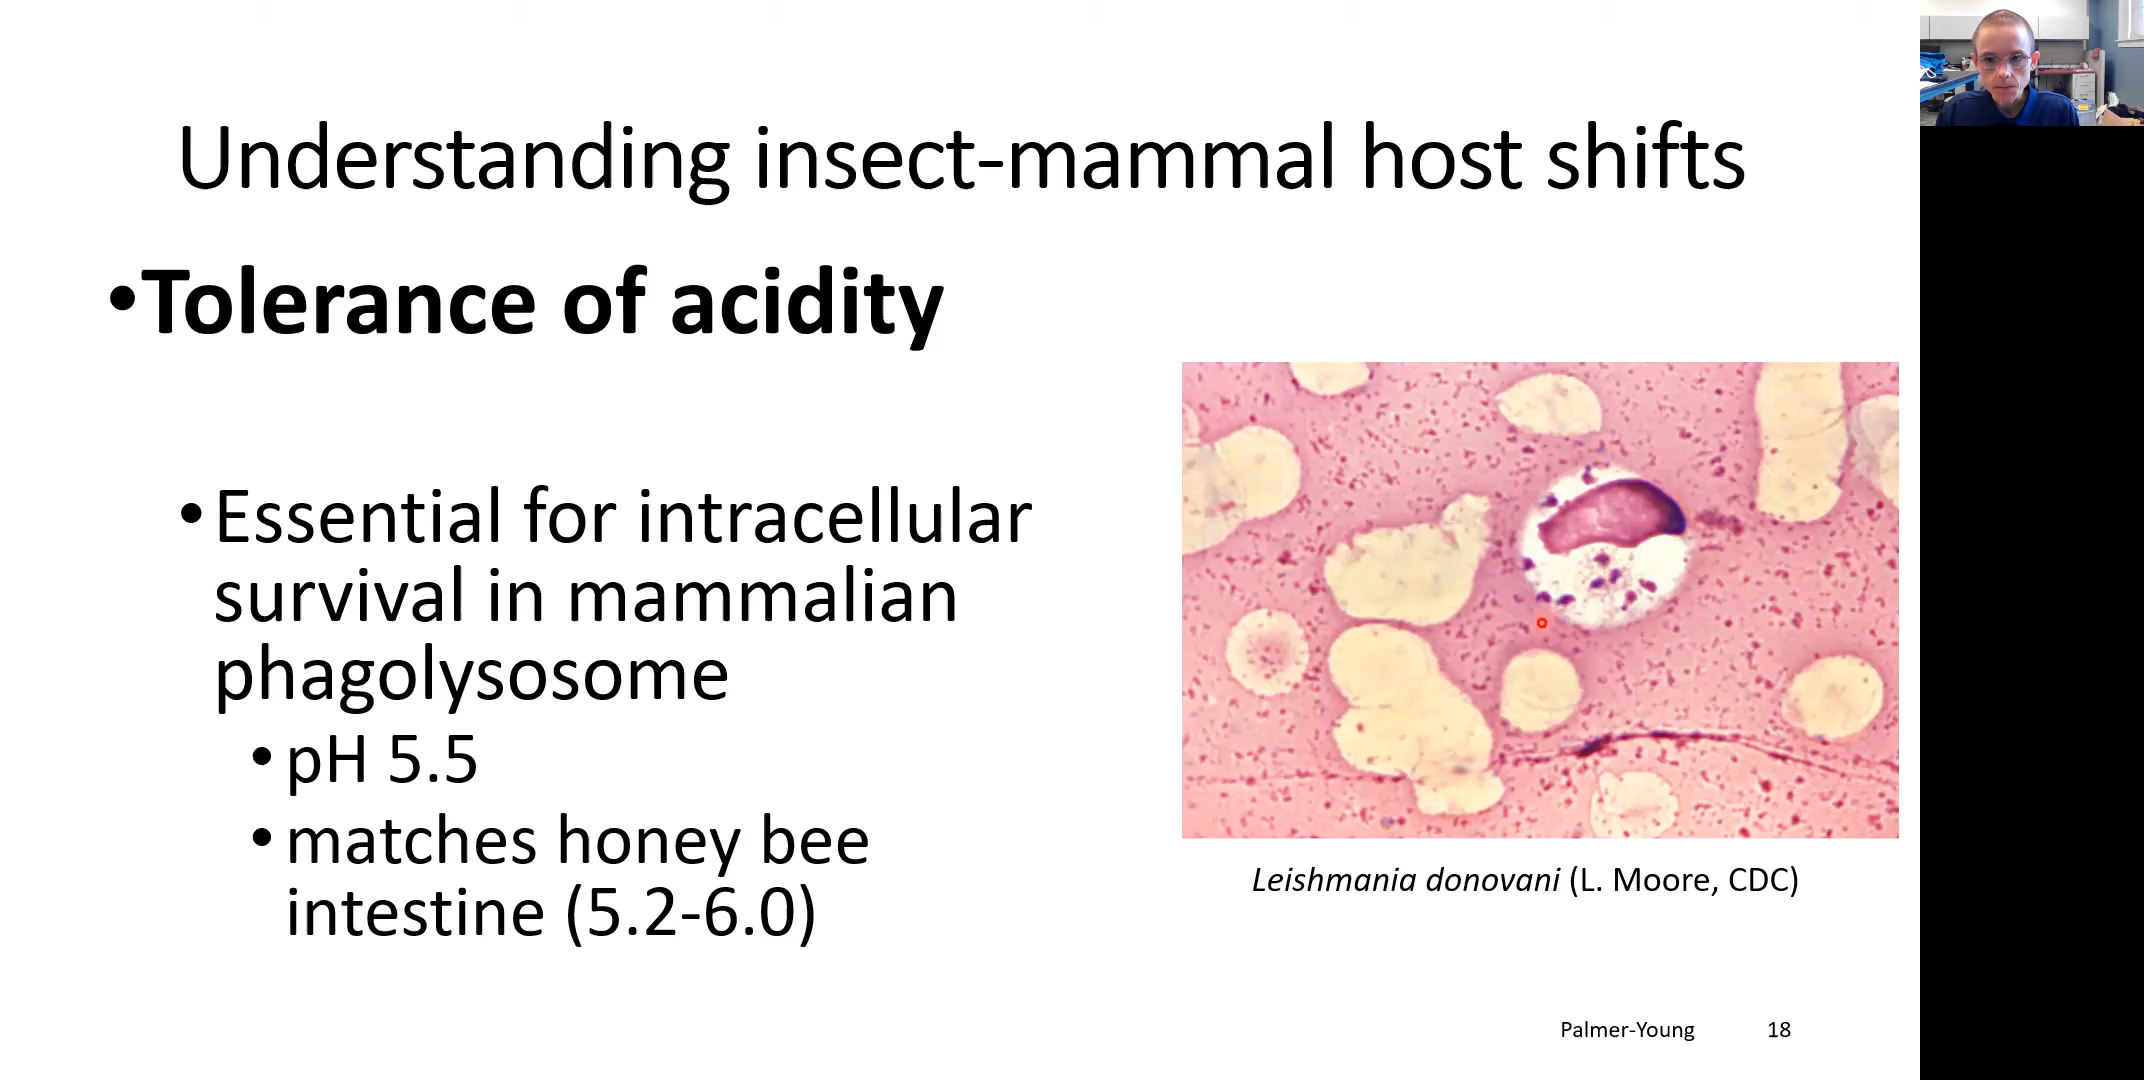 Understanding insect-mammal host shifts
•Tolerance of acidity
•Essential for intracellular
survival in mammalian
phagolysosome
•pH 5.5
•matches honey bee
intestine (5.2-6.0)
Leishmania donovani (L. Moore, CDC)
Palmer-Young 18